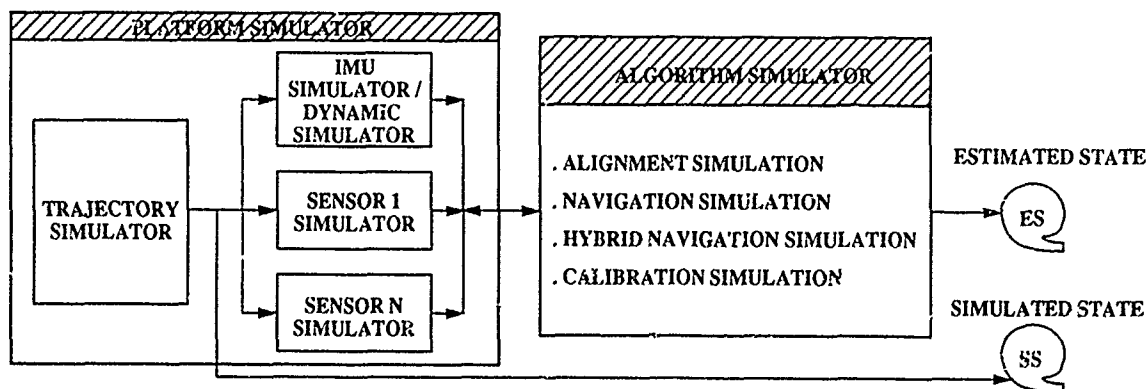 PLATFORM SIMULATOR
IMU
SIMULATOR /
DYNAMIC
SIMULATOR
TRAJECTORY
SIMULATOR
SENSOR 1
SIMULATOR
SENSOR N
SIMULATOR
ALGORITHM SIMULATOR
. ALIGNMENT SIMULATION
. NAVIGATION SIMULATION
. HYBRID NAVIGATION SIMULATION
. CALIBRATION SIMULATION
ESTIMATED STATE
ES
SIMULATED STATE
SS